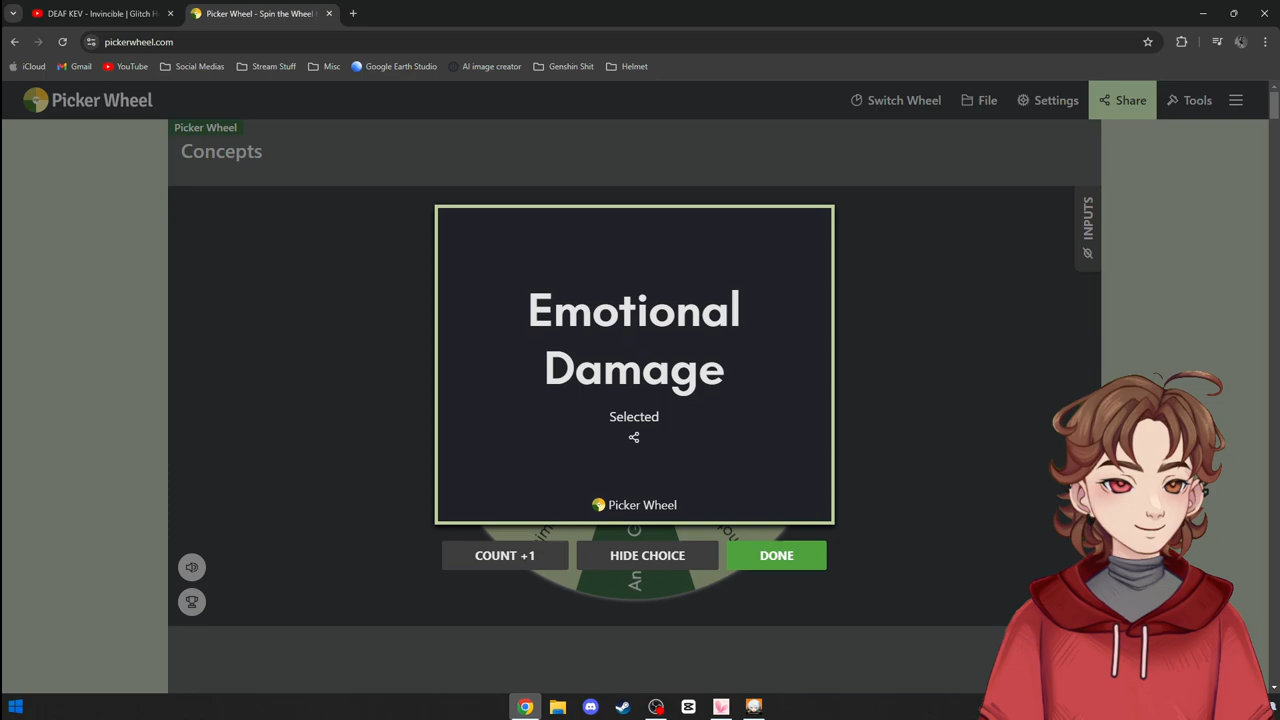 DEAF KEV - Invincible | Glitch H
Picker Wheel - Spin the Wheel t
pickerwheel.com
iCloud
Gmail
YouTube
Social Medias
Stream Stuff
Misc
Google Earth Studio
AI image creator
Genshin Shit
Helmet
Picker Wheel
Switch Wheel
File
Settings
Share
Tools
Picker Wheel
Concepts
INPUTS
Emotional
Damage
Selected
Picker Wheel
COUNT +1
HIDE CHOICE
DONE